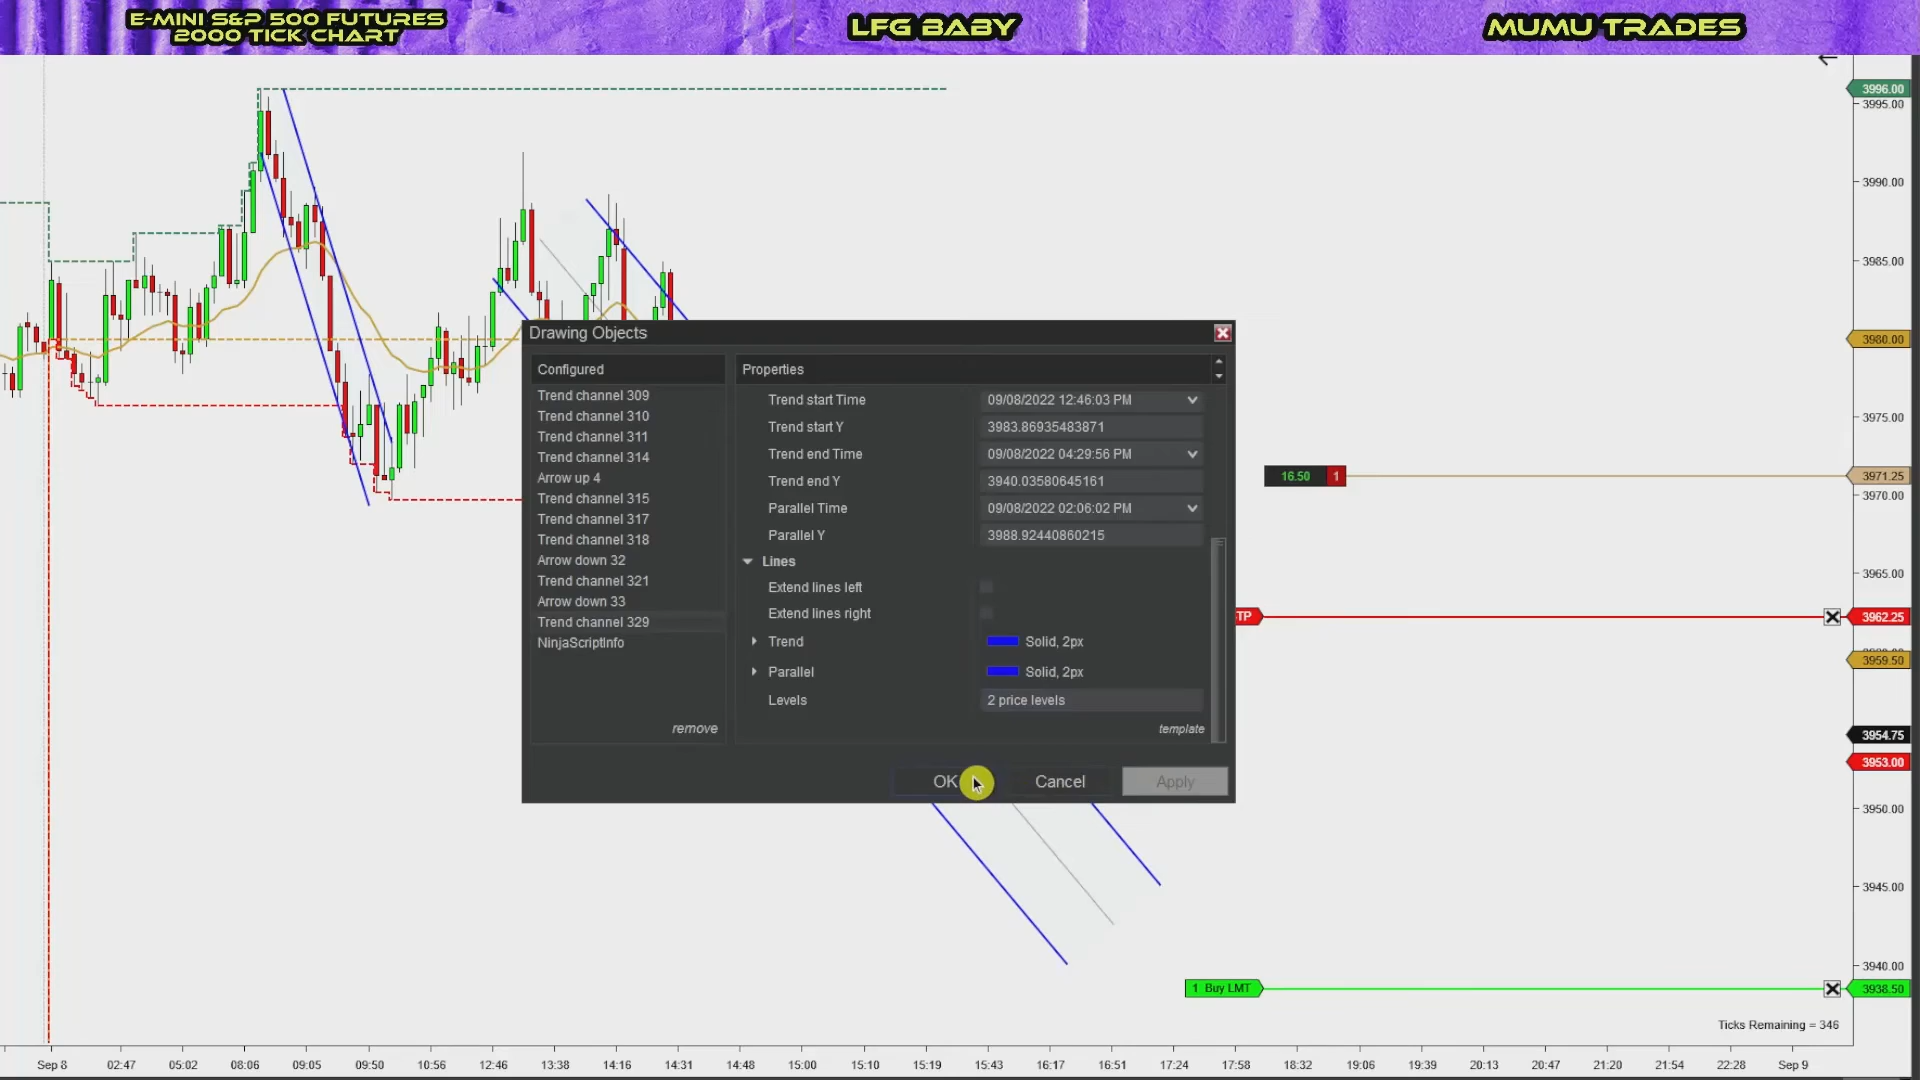 E-MINI S&P 500 FUTURES
2000 TICK CHART
LFG BABY
MUMU TRADES
3996.00
3995.00
3990.00
3985.00
3980.00
3975.00
3971.25
3970.00
3965.00
3962.25
3959.50
3954.75
3953.00
3950.00
3945.00
3940.00
3938.50
Drawing Objects
Configured
Trend channel 309
Trend channel 310
Trend channel 311
Trend channel 314
Arrow up 4
Trend channel 315
Trend channel 317
Trend channel 318
Arrow down 32
Trend channel 321
Arrow down 33
Trend channel 329
NinjaScriptInfo
remove
Properties
Trend start Time 09/08/2022 12:46:03 PM
Trend start Y 3983.86935483871
Trend end Time 09/08/2022 04:29:56 PM
Trend end Y 3940.03580645161
Parallel Time 09/08/2022 02:06:02 PM
Parallel Y 3988.92440860215
Lines
Extend lines left
Extend lines right
Trend Solid, 2px
Parallel Solid, 2px
Levels 2 price levels
template
OK Cancel Apply
16.50 1
TP
1 Buy LMT
Ticks Remaining = 346
Sep 8 02:47 05:02 08:06 09:05 09:50 10:56 12:46 13:38 14:16 14:31 14:48 15:00 15:10 15:19 15:43 16:17 16:51 17:24 17:58 18:32 19:06 19:39 20:13 20:47 21:20 21:54 22:28 Sep 9